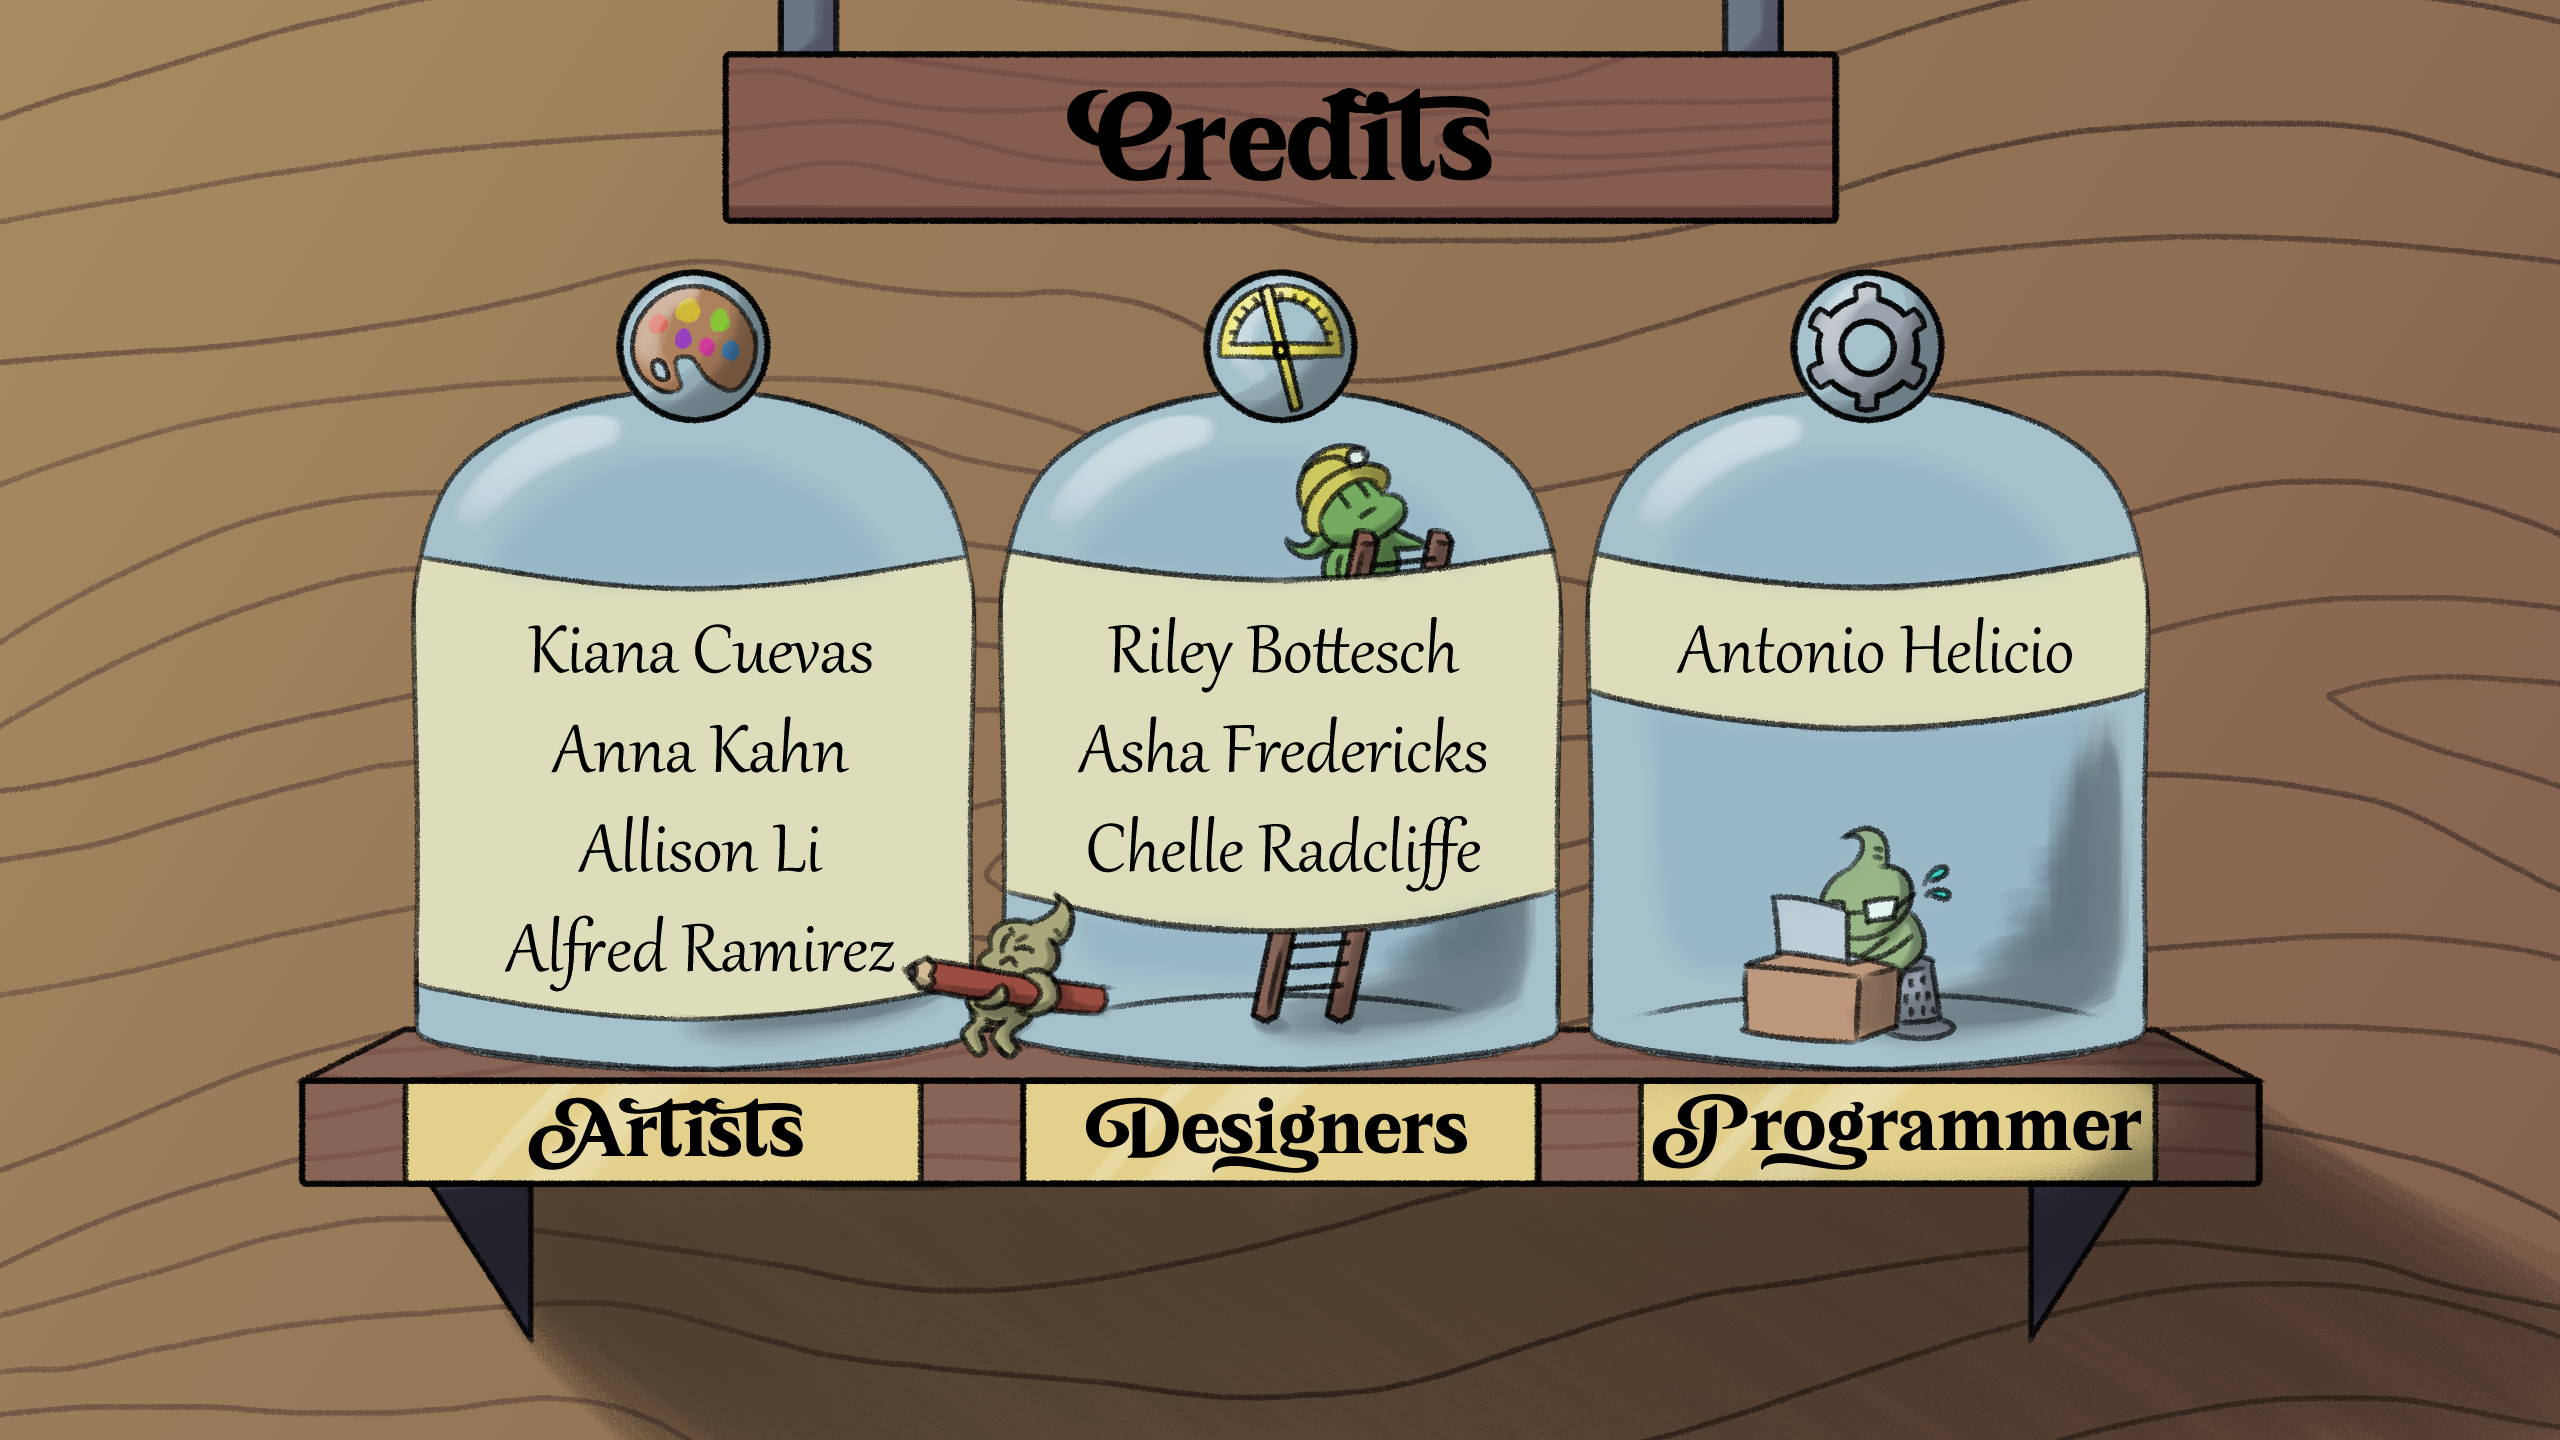 Credits
Kiana Cuevas
Anna Kahn
Allison Li
Alfred Ramirez
Artists
Riley Bottesch
Asha Fredericks
Chelle Radcliffe
Designers
Antonio Helicio
Programmer